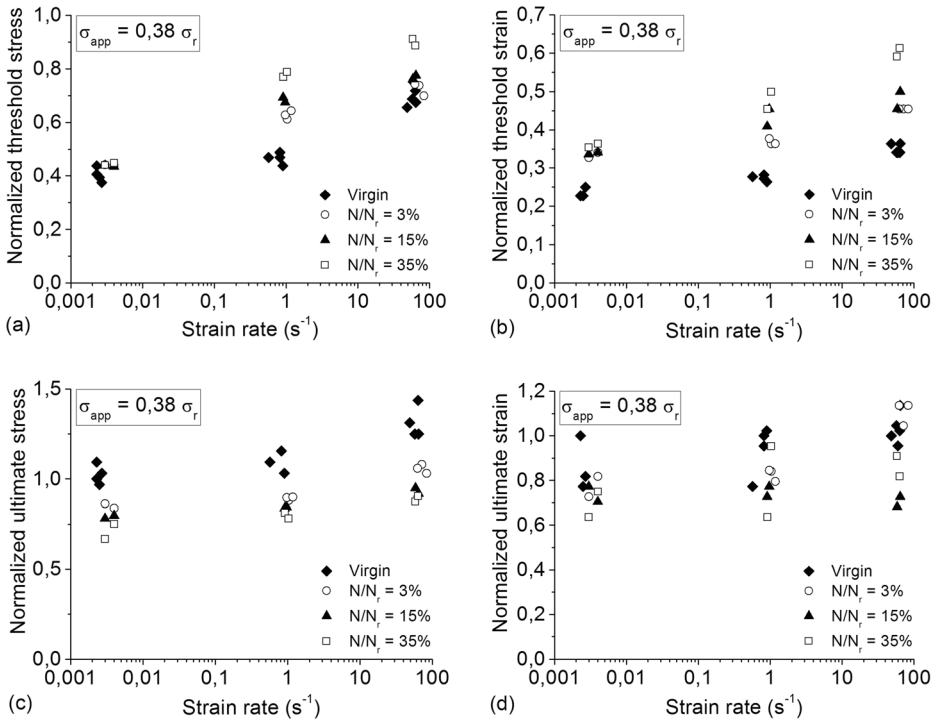 (a)
Normalized threshold stress
1,0
0,8
0,6
0,4
0,2
0,0
σapp = 0,38 σr
Virgin
N/Nr = 3%
N/Nr = 15%
N/Nr = 35%
0,001 0,01 0,1 1 10 100
Strain rate (s-1)
(b)
Normalized threshold strain
0,7
0,6
0,5
0,4
0,3
0,2
0,1
0,0
σapp = 0,38 σr
Virgin
N/Nr = 3%
N/Nr = 15%
N/Nr = 35%
0,001 0,01 0,1 1 10 100
Strain rate (s-1)
(c)
Normalized ultimate stress
1,5
1,0
0,5
0,0
σapp = 0,38 σr
Virgin
N/Nr = 3%
N/Nr = 15%
N/Nr = 35%
0,001 0,01 0,1 1 10 100
Strain rate (s-1)
(d)
Normalized ultimate strain
1,2
1,0
0,8
0,6
0,4
0,2
0,0
σapp = 0,38 σr
Virgin
N/Nr = 3%
N/Nr = 15%
N/Nr = 35%
0,001 0,01 0,1 1 10 100
Strain rate (s-1)